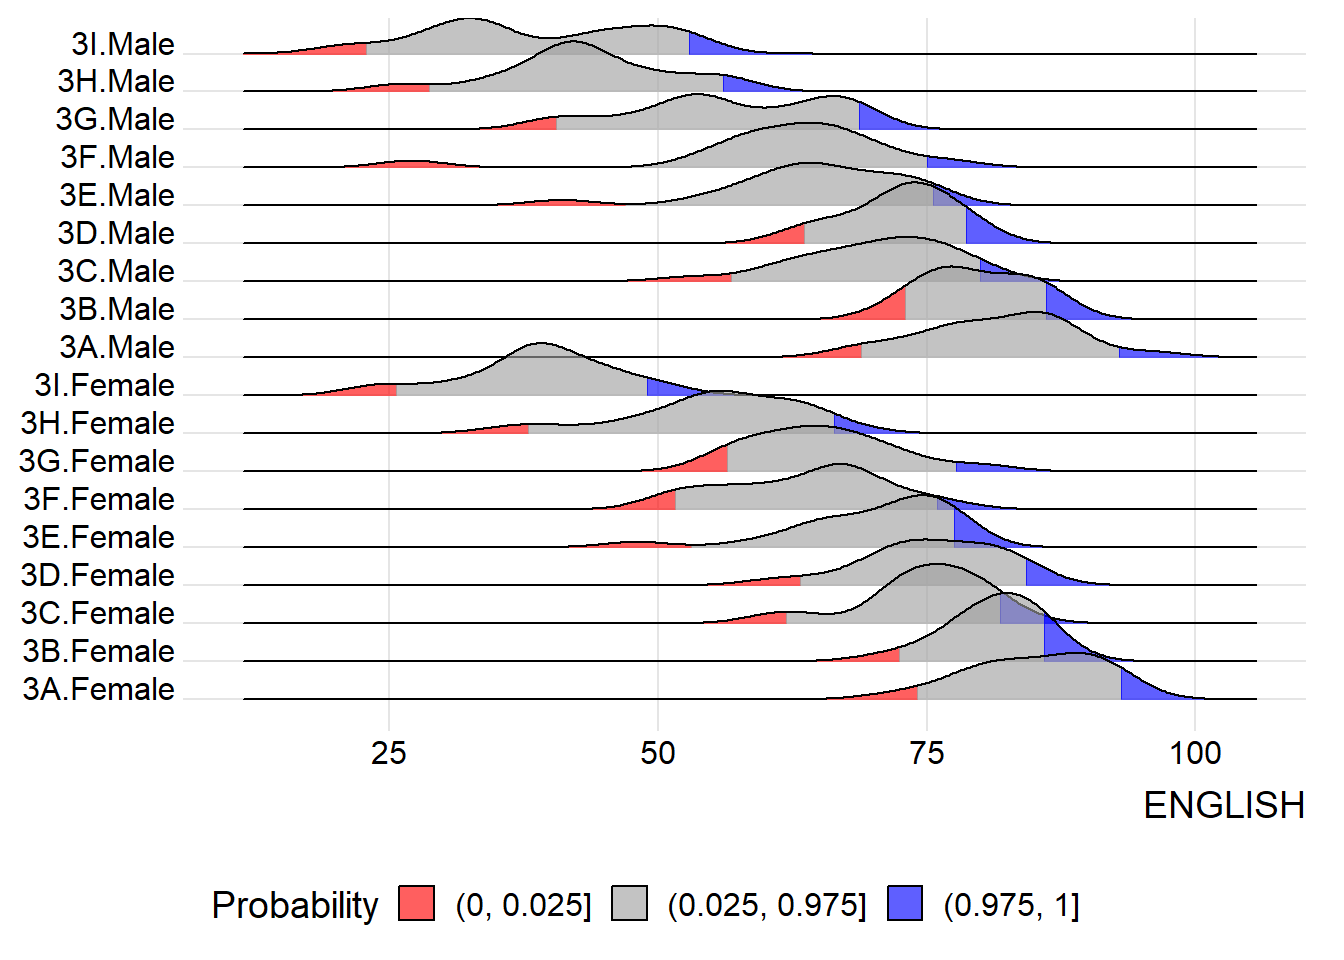 3I.Male
3H.Male
3G.Male
3F.Male
3E.Male
3D.Male
3C.Male
3B.Male
3A.Male
3I.Female
3H.Female
3G.Female
3F.Female
3E.Female
3D.Female
3C.Female
3B.Female
3A.Female
25 50 75 100
ENGLISH
Probability (0, 0.025] (0.025, 0.975] (0.975, 1]